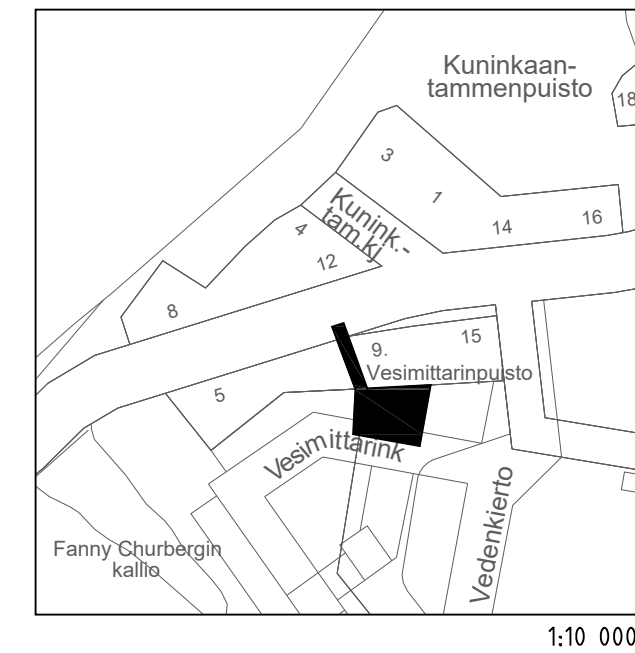 Kuninkaan-
tammenpuisto
18
3
1
14
16
Kunink.-
tam.kj
4
12
8
9.
15
Vesimittarinpuisto
5
Vesimittarink
Vedenkierto
Fanny Churbergin
kallio
1:10 000